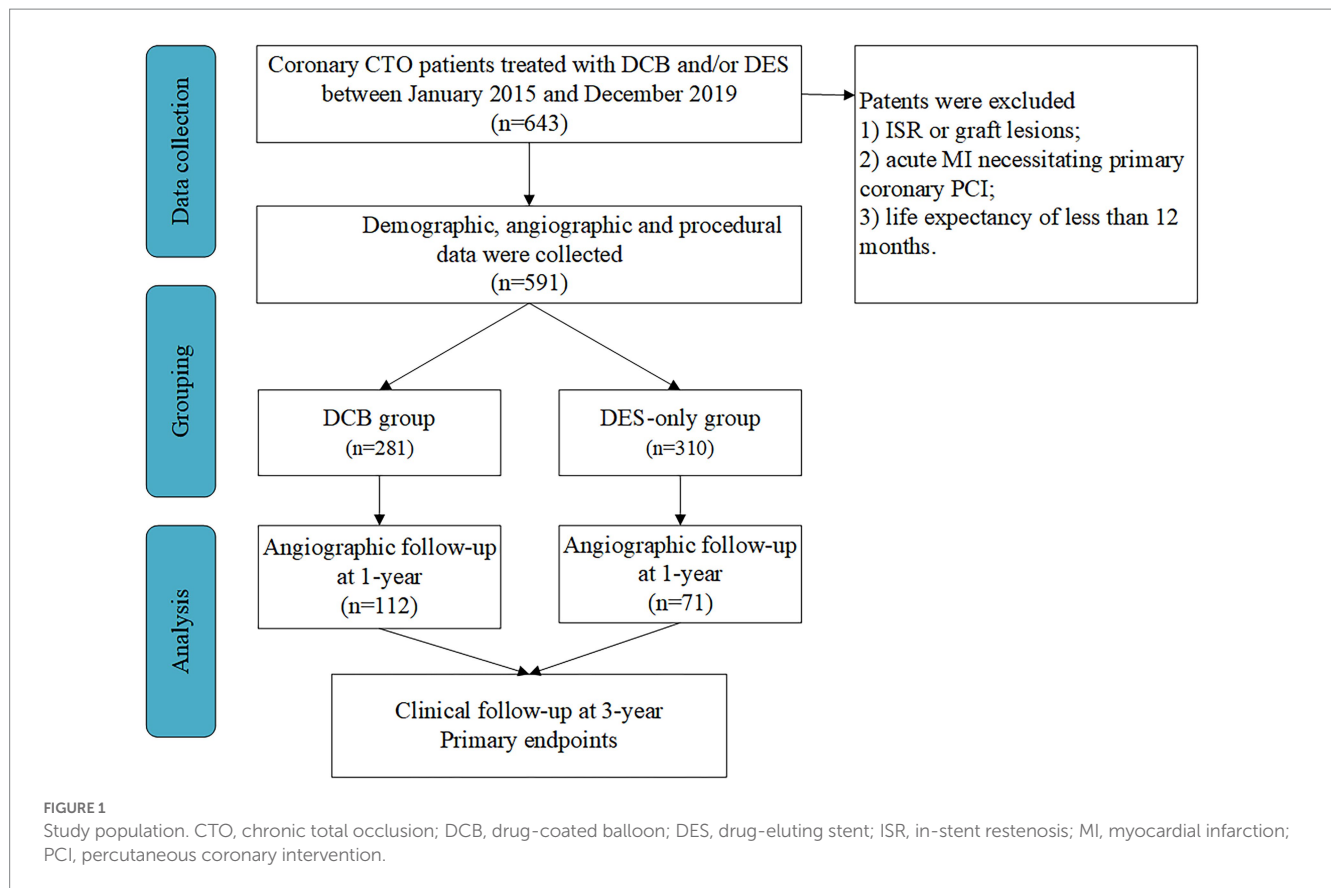 Data collection
Coronary CTO patients treated with DCB and/or DES
between January 2015 and December 2019
(n=643)
Patents were excluded
1) ISR or graft lesions;
2) acute MI necessitating primary
coronary PCI;
3) life expectancy of less than 12
months.
Demographic, angiographic and procedural
data were collected
(n=591)
Grouping
DCB group
(n=281)
DES-only group
(n=310)
Analysis
Angiographic follow-up
at 1-year
(n=112)
Angiographic follow-up
at 1-year
(n=71)
Clinical follow-up at 3-year
Primary endpoints
FIGURE 1
Study population. CTO, chronic total occlusion; DCB, drug-coated balloon; DES, drug-eluting stent; ISR, in-stent restenosis; MI, myocardial infarction;
PCI, percutaneous coronary intervention.